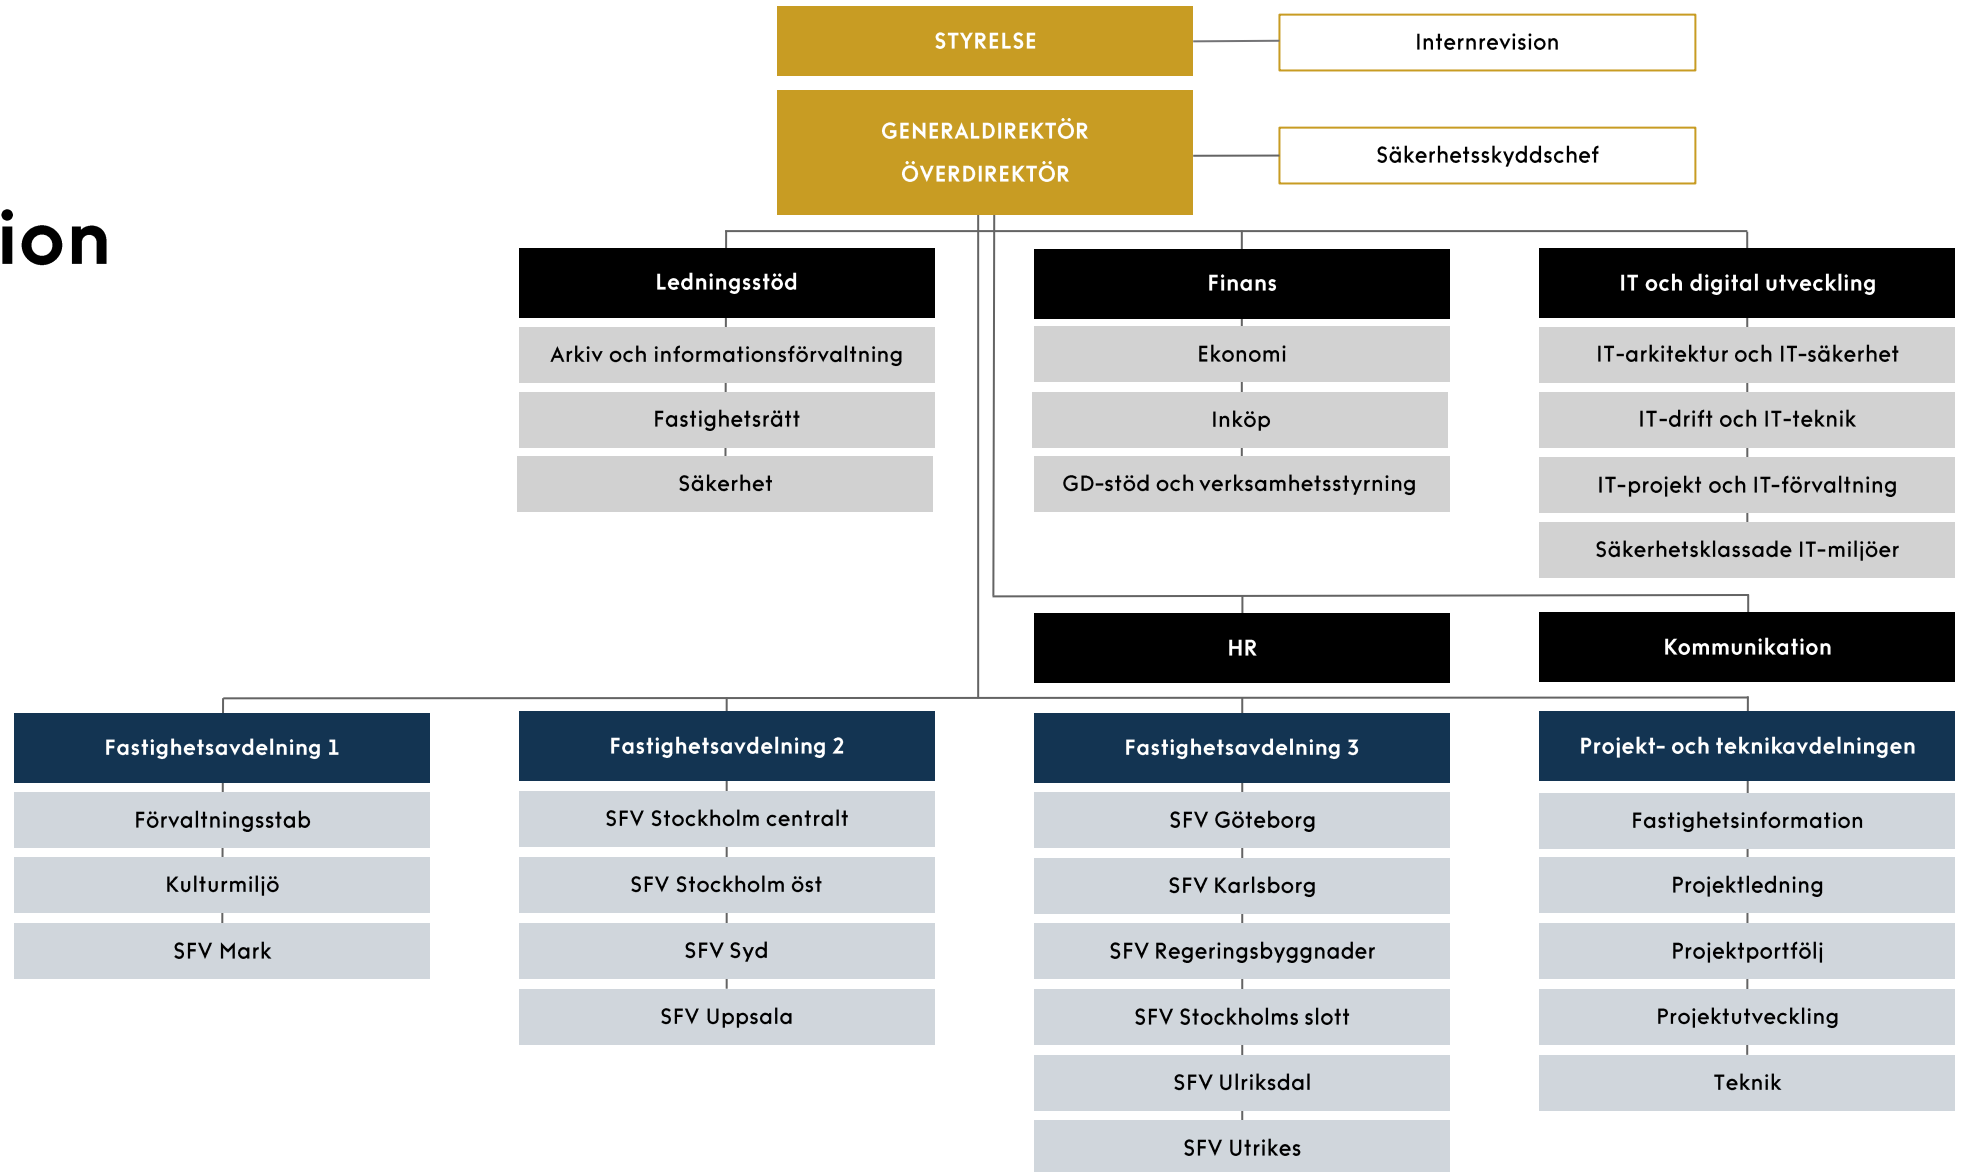 STYRELSE
Internrevision
GENERALDIREKTÖR
ÖVERDIREKTÖR
Säkerhetsskyddschef
ion
Ledningsstöd
Arkiv och informationsförvaltning
Fastighetsrätt
Säkerhet
Finans
Ekonomi
Inköp
GD-stöd och verksamhetsstyrning
IT och digital utveckling
IT-arkitektur och IT-säkerhet
IT-drift och IT-teknik
IT-projekt och IT-förvaltning
Säkerhetsklassade IT-miljöer
HR
Kommunikation
Fastighetsavdelning 1
Förvaltningsstab
Kulturmiljö
SFV Mark
Fastighetsavdelning 2
SFV Stockholm centralt
SFV Stockholm öst
SFV Syd
SFV Uppsala
Fastighetsavdelning 3
SFV Göteborg
SFV Karlsborg
SFV Regeringsbyggnader
SFV Stockholms slott
SFV Ulriksdal
SFV Utrikes
Projekt- och teknikavdelningen
Fastighetsinformation
Projektledning
Projektportfölj
Projektutveckling
Teknik